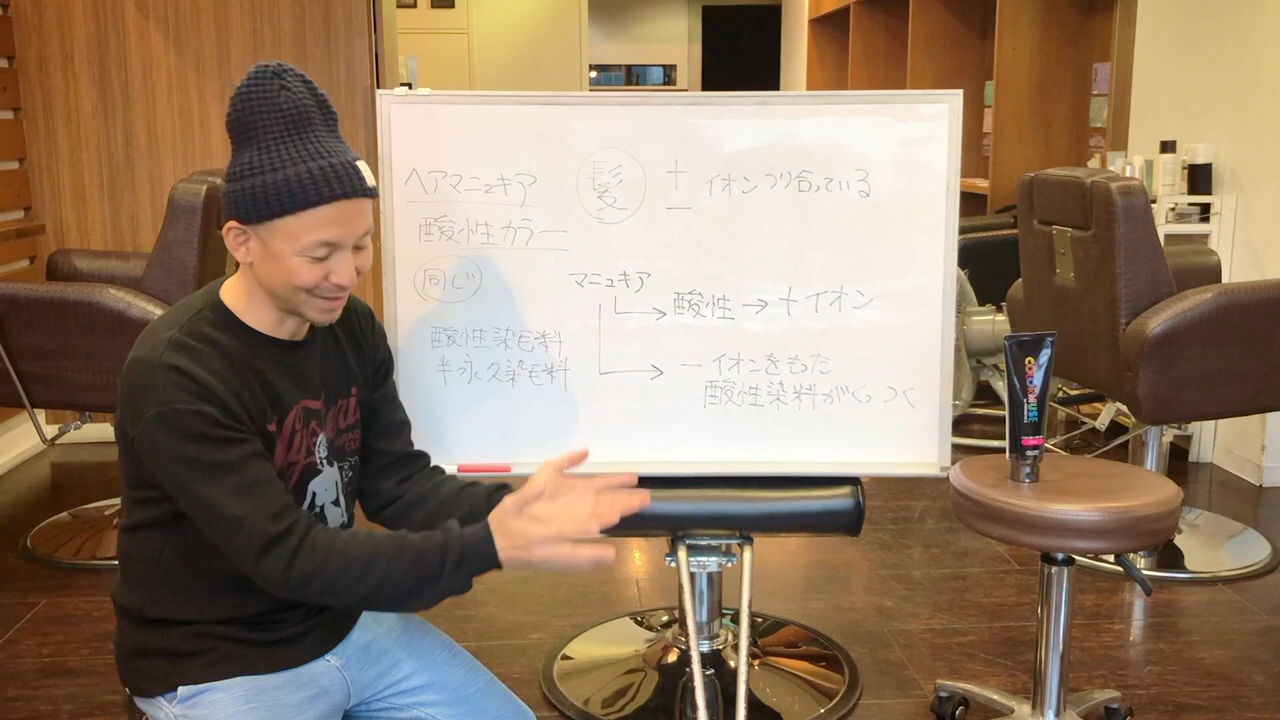 ヘアマニュキア
酸性カラー
同じ
酸性染毛料
半永久染毛料
髪
+
−
イオンつり合っている
マニュキア
酸性→+イオン
−イオンをもた
酸性染料がくっつく
COLORMUSE